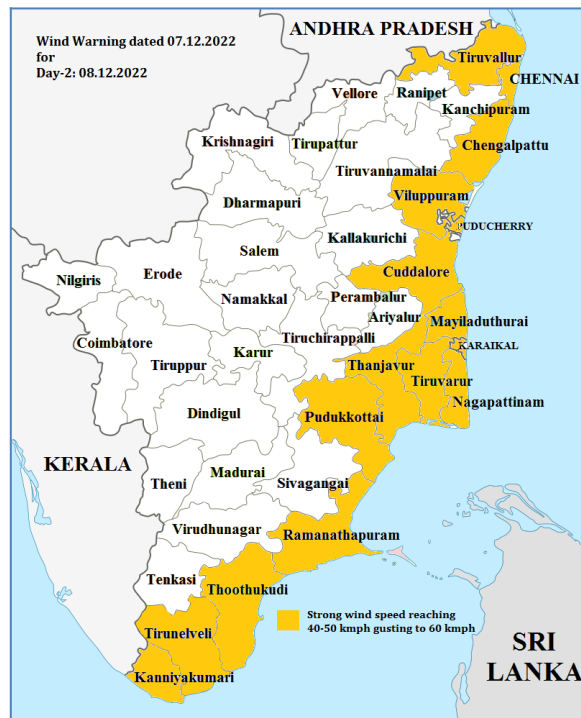 ANDHRA PRADESH
Wind Warning dated 07.12.2022
for
Day-2: 08.12.2022
Tiruvallur
CHENNAI
Vellore
Ranipet
Kanchipuram
Krishnagiri
Tirupattur
Chengalpattu
Tiruvannamalai
Dharmapuri
Viluppuram
PUDUCHERRY
Kallakurichi
Salem
Cuddalore
Nilgiris
Erode
Namakkal
Perambalur
Ariyalur
Mayiladuthurai
Coimbatore
Tiruchirappalli
KARAIKAL
Tiruppur
Karur
Thanjavur
Tiruvarur
Nagapattinam
Dindigul
Pudukkottai
KERALA
Theni
Madurai
Sivagangai
Virudhunagar
Ramanathapuram
Tenkasi
Thoothukudi
Strong wind speed reaching
40-50 kmph gusting to 60 kmph
Tirunelveli
SRI
LANKA
Kanniyakumari